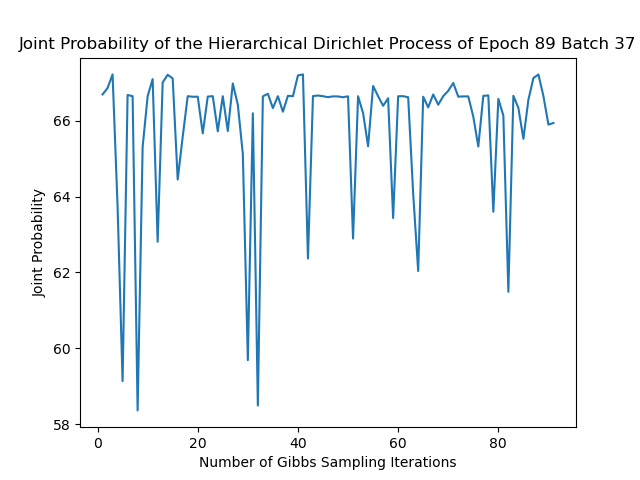 Joint Probability of the Hierarchical Dirichlet Process of Epoch 89 Batch 37
66
64
62
60
58
Joint Probability
0 20 40 60 80
Number of Gibbs Sampling Iterations